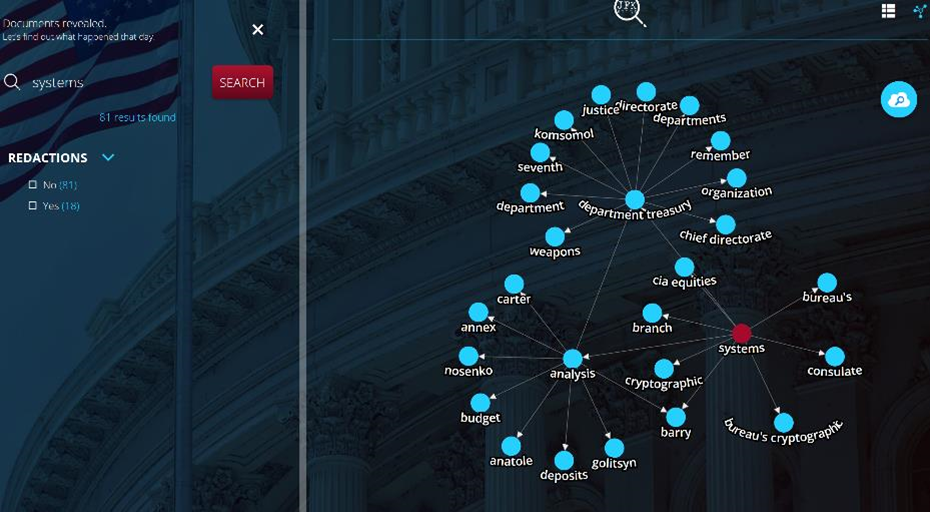 Documents revealed.
Let's find out what happened that day.
systems
SEARCH
81 results found
REDACTIONS
No (81)
Yes (18)
JFK
justice
directorate
departments
komsomol
remember
seventh
organization
department
department treasury
chief directorate
weapons
cia equities
carter
bureau's
annex
branch
systems
nosenko
analysis
cryptographic
consulate
budget
barry
bureau's cryptographic
anatole
deposits
golitsyn